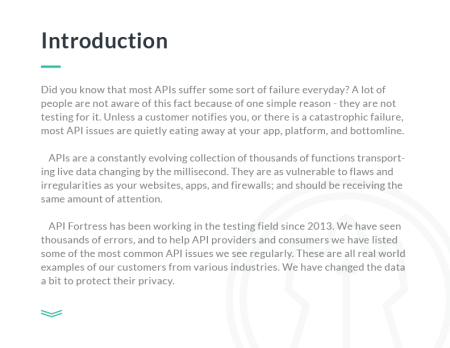 Introduction
Did you know that most APIs suffer some sort of failure everyday? A lot of
people are not aware of this fact because of one simple reason - they are not
testing for it. Unless a customer notifies you, or there is a catastrophic failure,
most API issues are quietly eating away at your app, platform, and bottomline.
APIs are a constantly evolving collection of thousands of functions transport-
ing live data changing by the millisecond. They are as vulnerable to flaws and
irregularities as your websites, apps, and firewalls; and should be receiving the
same amount of attention.
API Fortress has been working in the testing field since 2013. We have seen
thousands of errors, and to help API providers and consumers we have listed
some of the most common API issues we see regularly. These are all real world
examples of our customers from various industries. We have changed the data
a bit to protect their privacy.